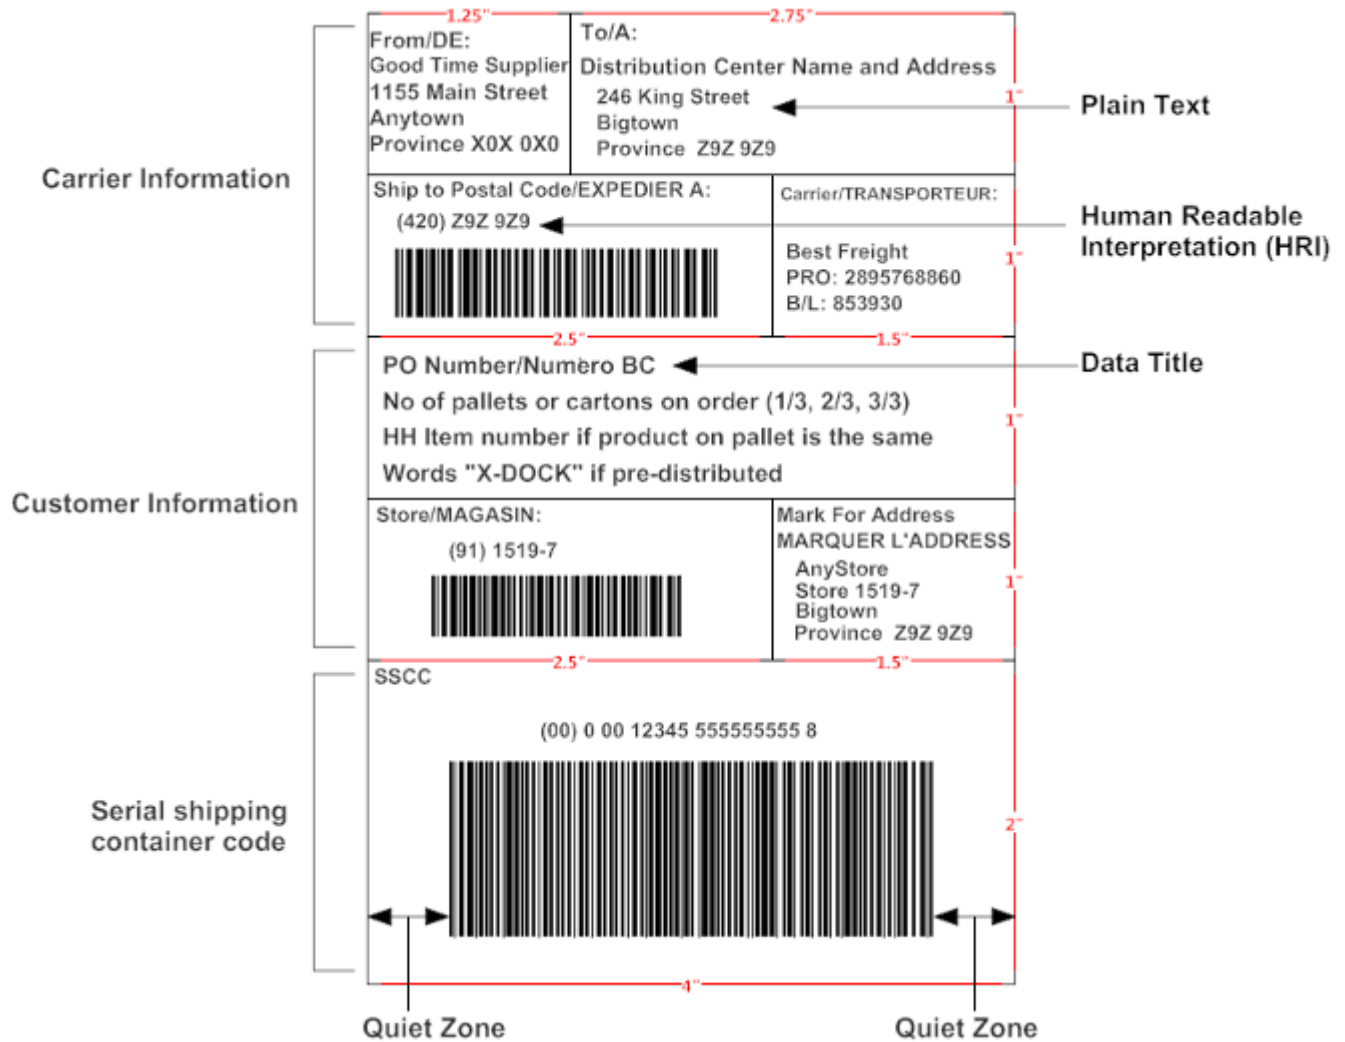 1.25"
2.75"
From/DE:
Good Time Supplier
1155 Main Street
Anytown
Province X0X 0X0
To/A:
Distribution Center Name and Address
246 King Street
Bigtown
Province Z9Z 9Z9
1"
Plain Text
Carrier Information
Ship to Postal Code/EXPEDIER A:
(420) Z9Z 9Z9
Carrier/TRANSPORTEUR:
Best Freight
PRO: 2895768860
B/L: 853930
1"
Human Readable
Interpretation (HRI)
2.5"
1.5"
PO Number/Numèro BC
No of pallets or cartons on order (1/3, 2/3, 3/3)
HH Item number if product on pallet is the same
Words "X-DOCK" if pre-distributed
1"
Data Title
Customer Information
Store/MAGASIN:
(91) 1519-7
Mark For Address
MARQUER L'ADDRESS
AnyStore
Store 1519-7
Bigtown
Province Z9Z 9Z9
1"
2.5"
1.5"
SSCC
(00) 0 00 12345 5555555555 8
Serial shipping
container code
2"
4"
Quiet Zone
Quiet Zone